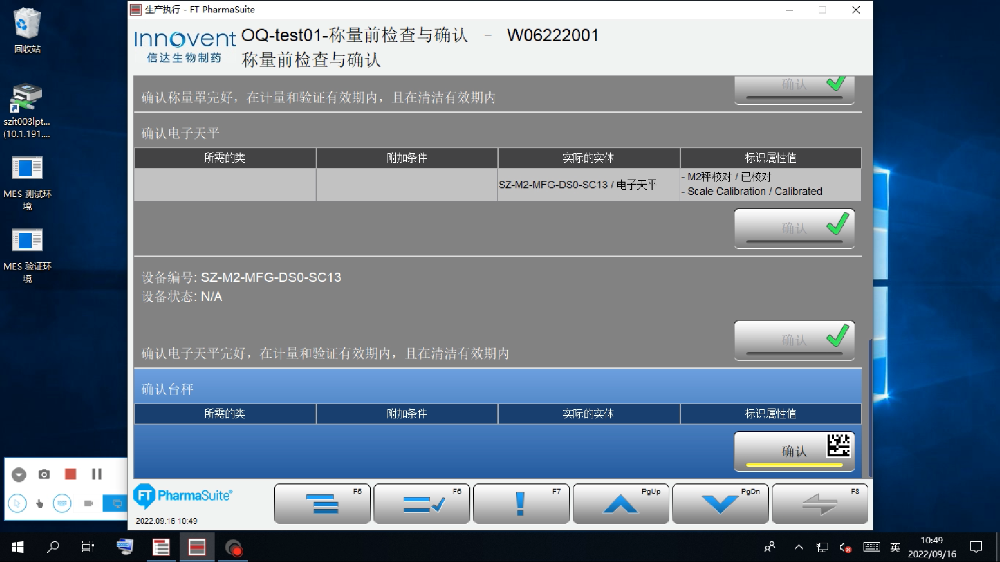 回收站
szit003lpt...
(10.1.191....
MES 测试环
境
MES 验证环
境
生产执行 - FT PharmaSuite
Innovent
信达生物制药
OQ-test01-称量前检查与确认 - W06222001
称量前检查与确认
确认
确认称量罩完好，在计量和验证有效期内，且在清洁有效期内
确认电子天平
所需的类 附加条件 实际的实体 标识属性值
SZ-M2-MFG-DS0-SC13 / 电子天平
- M2秤校对 / 已校对
- Scale Calibration / Calibrated
确认
设备编号: SZ-M2-MFG-DS0-SC13
设备状态: N/A
确认
确认电子天平完好，在计量和验证有效期内，且在清洁有效期内
确认台秤
所需的类 附加条件 实际的实体 标识属性值
确认
FT PharmaSuite®
2022.09.16 10:49
F5 F6 F7 PgUp PgDn F8
英
10:49
2022/09/16